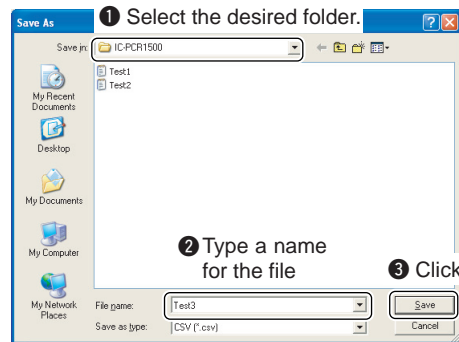 ❶ Select the desired folder.
Save As
Save in: IC-PCR1500
Test1
Test2
My Recent
Documents
Desktop
My Documents
My Computer
My Network
Places
❷ Type a name
for the file
❸ Click
File name: Test3 Save
Save as type: CSV (*.csv) Cancel